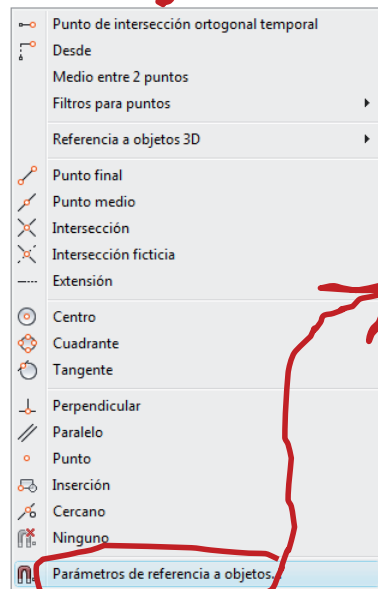 Punto de intersección ortogonal temporal
Desde
Medio entre 2 puntos
Filtros para puntos
Referencia a objetos 3D
Punto final
Punto medio
Intersección
Intersección ficticia
Extensión
Centro
Cuadrante
Tangente
Perpendicular
Paralelo
Punto
Inserción
Cercano
Ninguno
Parámetros de referencia a objetos...